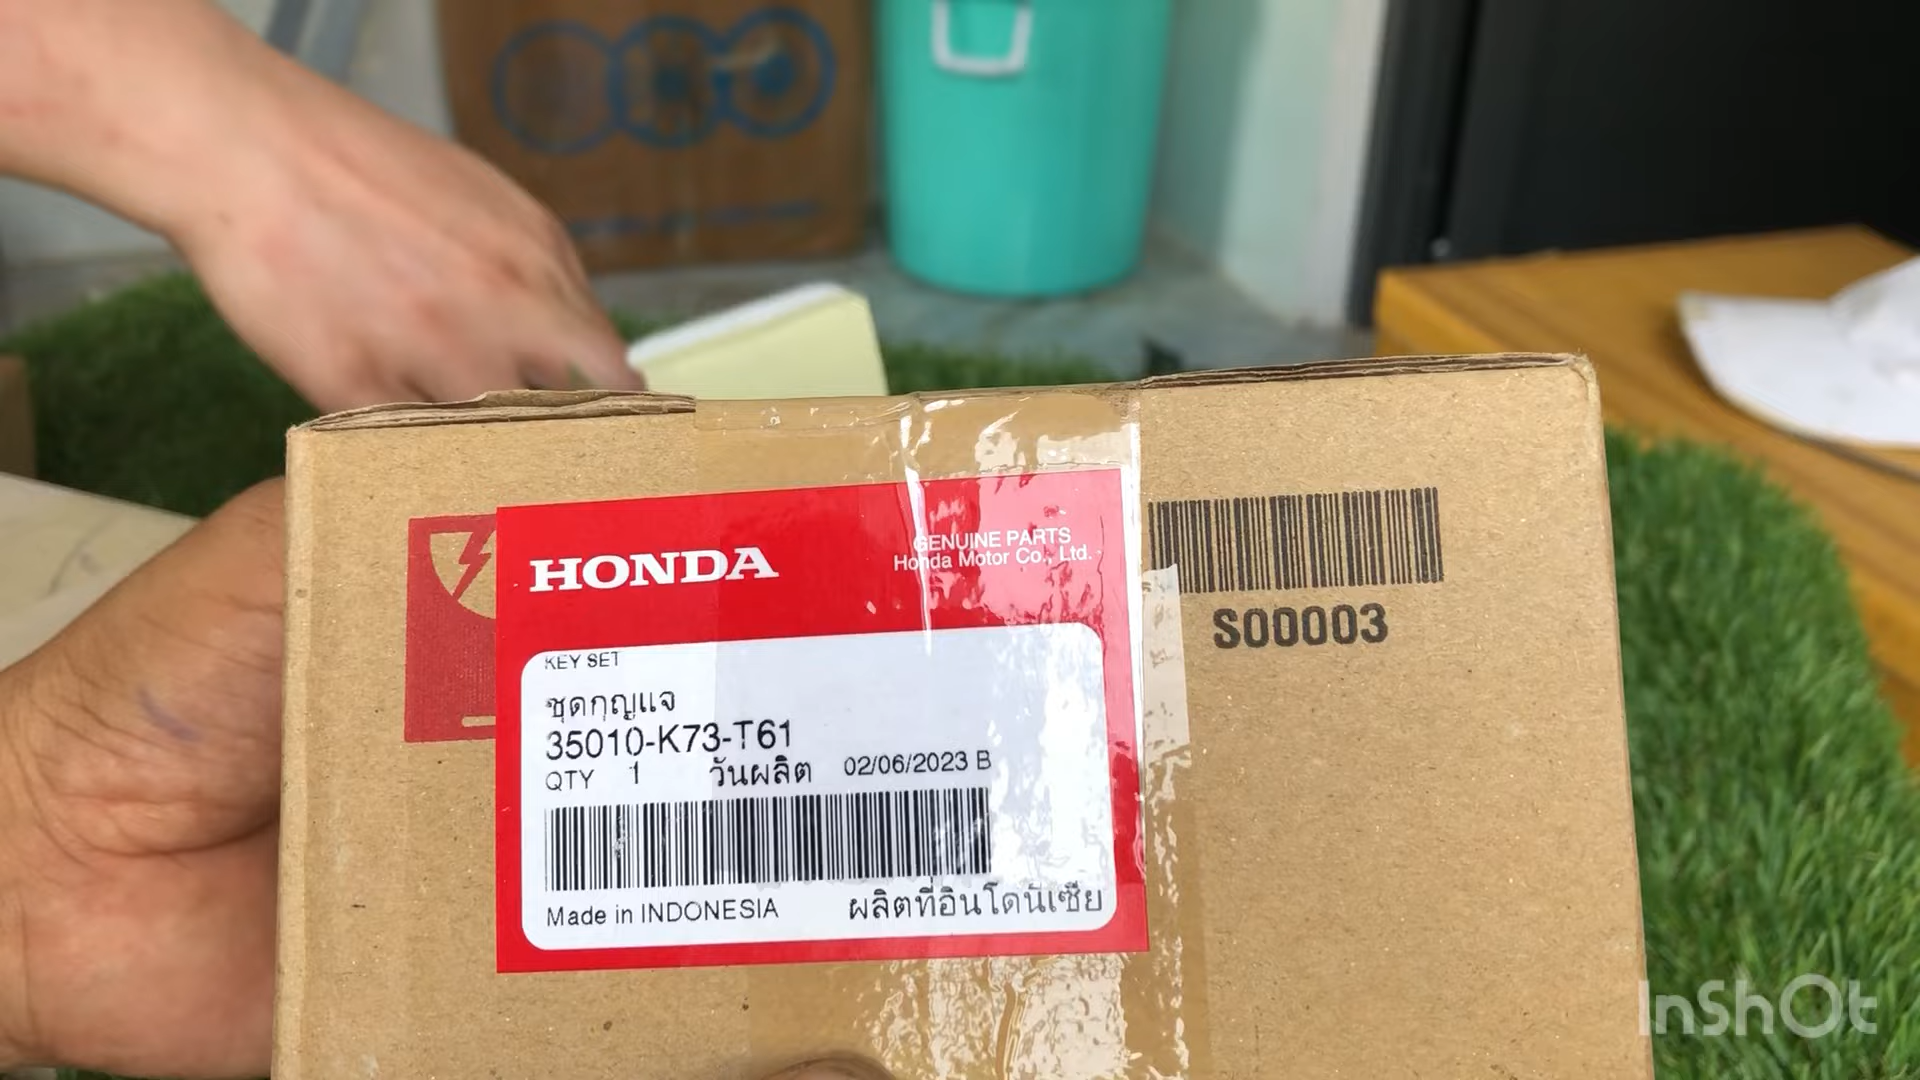 HONDA
GENUINE PARTS
Honda Motor Co., Ltd.
S00003
KEY SET
ชุดกุญแจ
35010-K73-T61
QTY 1 วันผลิต 02/06/2023 B
Made in INDONESIA ผลิตที่อินโดนีเซีย
InShOt